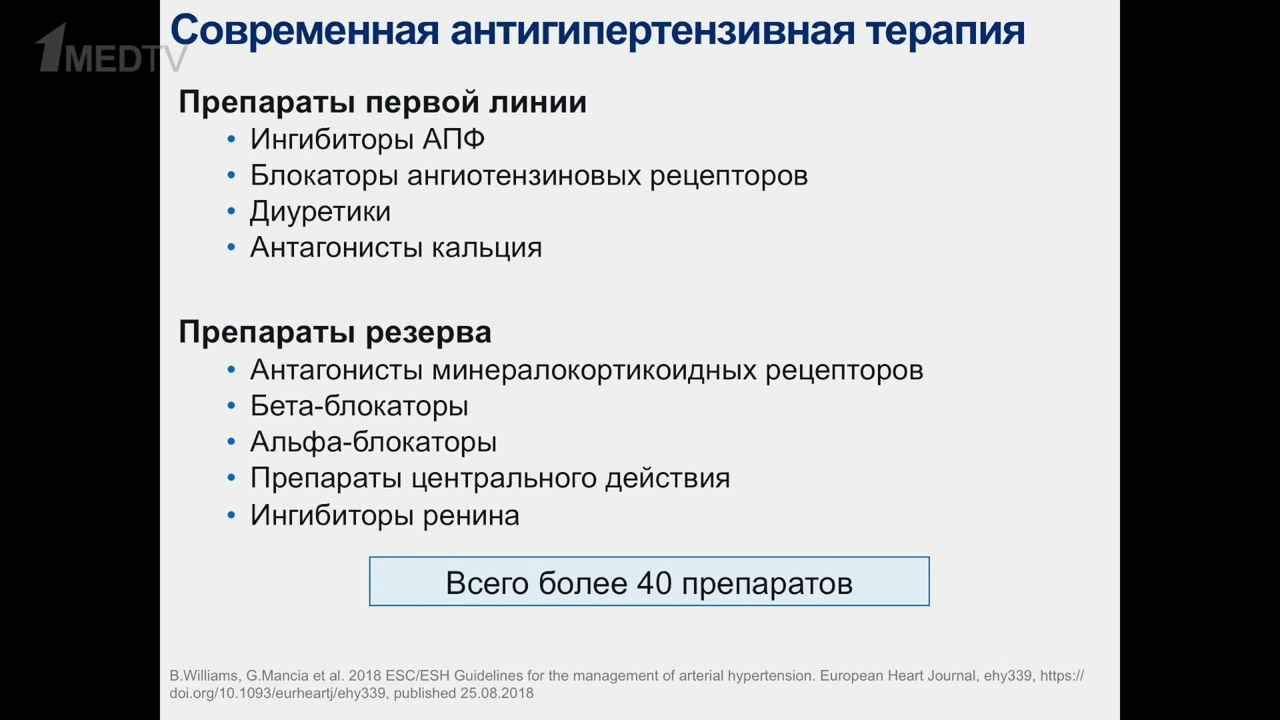 Современная антигипертензивная терапия
1MEDTV
Препараты первой линии
• Ингибиторы АПФ
• Блокаторы ангиотензиновых рецепторов
• Диуретики
• Антагонисты кальция
Препараты резерва
• Антагонисты минералокортикоидных рецепторов
• Бета-блокаторы
• Альфа-блокаторы
• Препараты центрального действия
• Ингибиторы ренина
Всего более 40 препаратов
B.Williams, G.Mancia et al. 2018 ESC/ESH Guidelines for the management of arterial hypertension. European Heart Journal, ehy339, https://
doi.org/10.1093/eurheartj/ehy339, published 25.08.2018